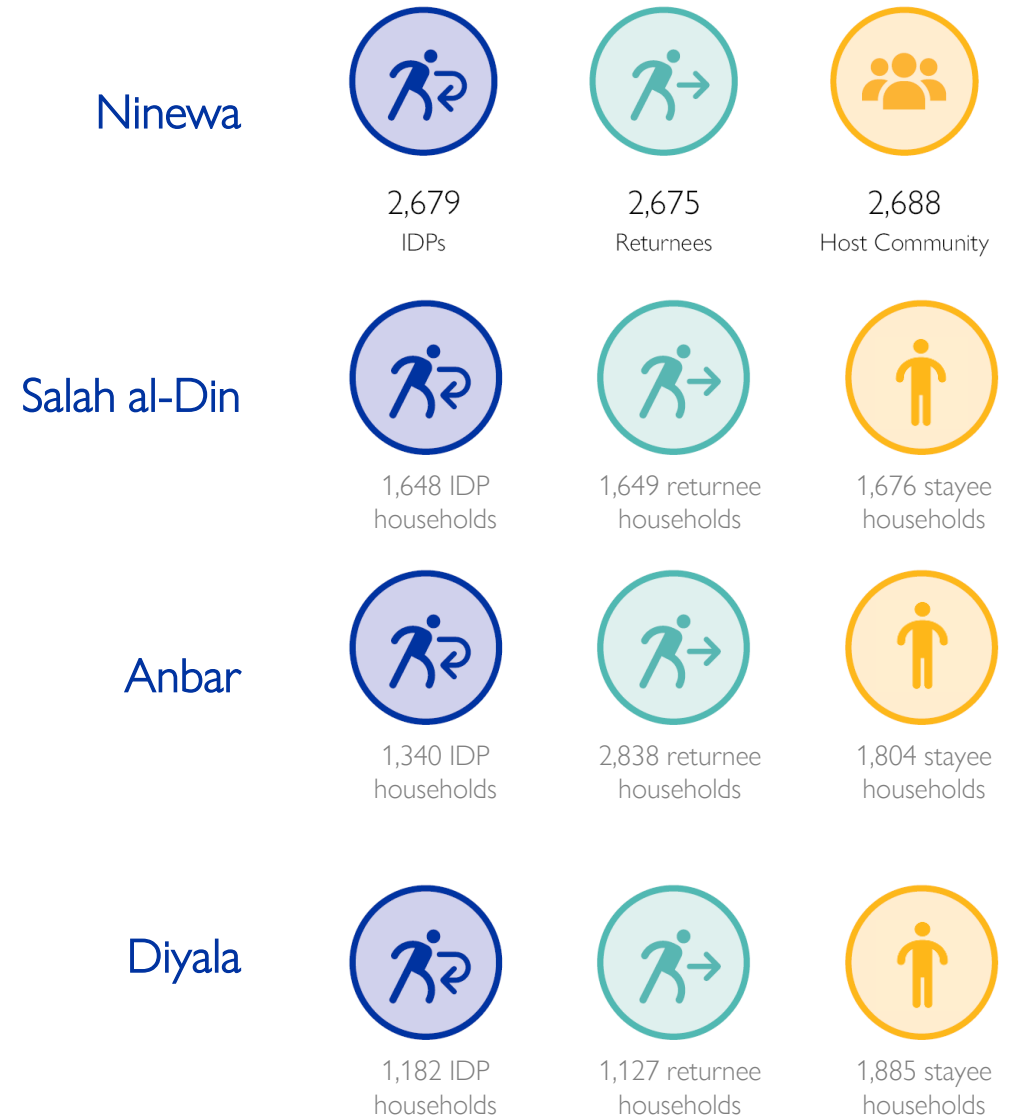 Ninewa
2,679
IDPs
2,675
Returnees
2,688
Host Community
Salah al-Din
1,648 IDP
households
1,649 returnee
households
1,676 stayee
households
Anbar
1,340 IDP
households
2,838 returnee
households
1,804 stayee
households
Diyala
1,182 IDP
households
1,127 returnee
households
1,885 stayee
households